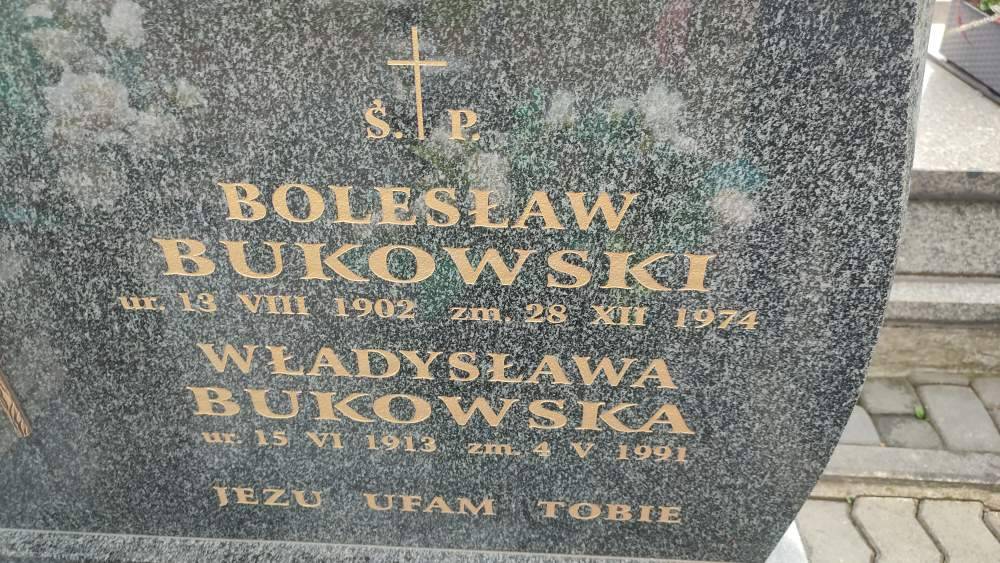 Ś. P.
BOLESŁAW
BUKOWSKI
ur. 13 VIII 1902 zm. 28 XII 1974
WŁADYSŁAWA
BUKOWSKA
ur. 15 VI 1913 zm. 4 V 1991
JEZU UFAM TOBIE